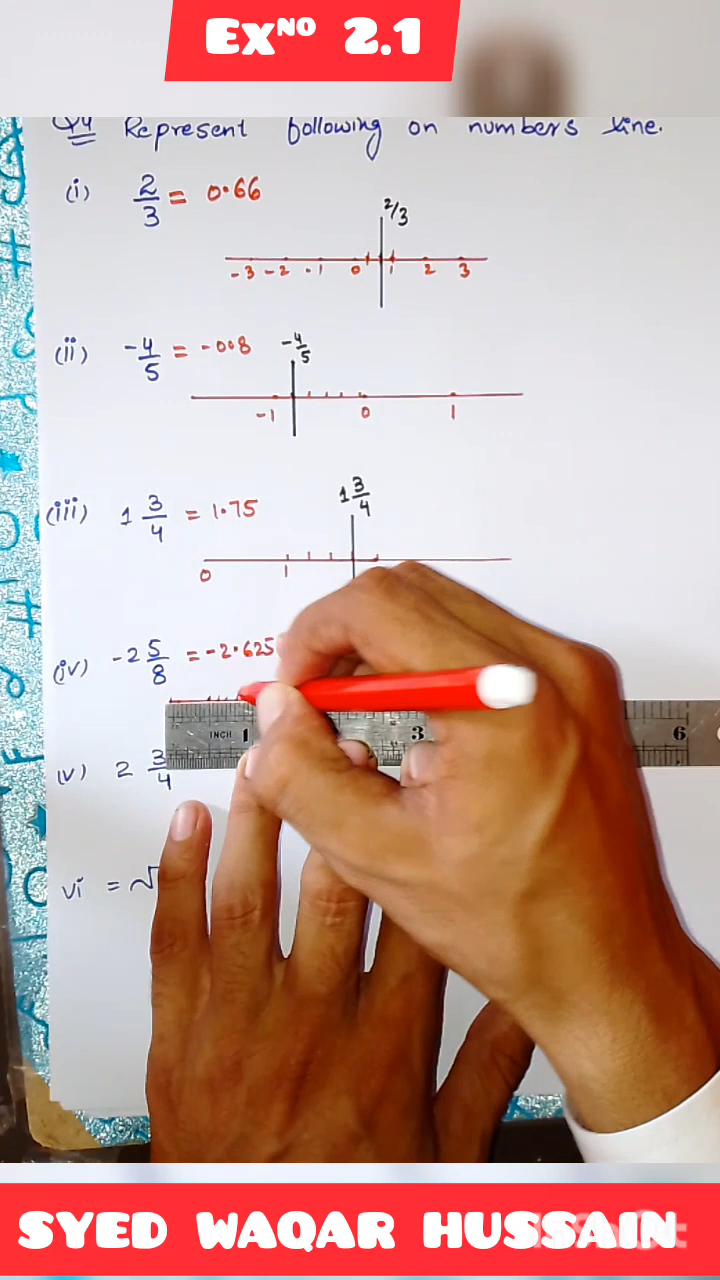 Exᴺᴼ 2.1
Q4 Represent following on numbers line.
(i) 2/3 = 0.66
2/3
-3 -2 -1 0 1 2 3
(ii) -4/5 = -0.8
-4/5
-1 0 1
(iii) 1 3/4 = 1.75
1 3/4
0 1
(iv) -2 5/8 = -2.625
INCH 1 3 6
(v) 2 3/4
vi = √
SYED WAQAR HUSSAIN